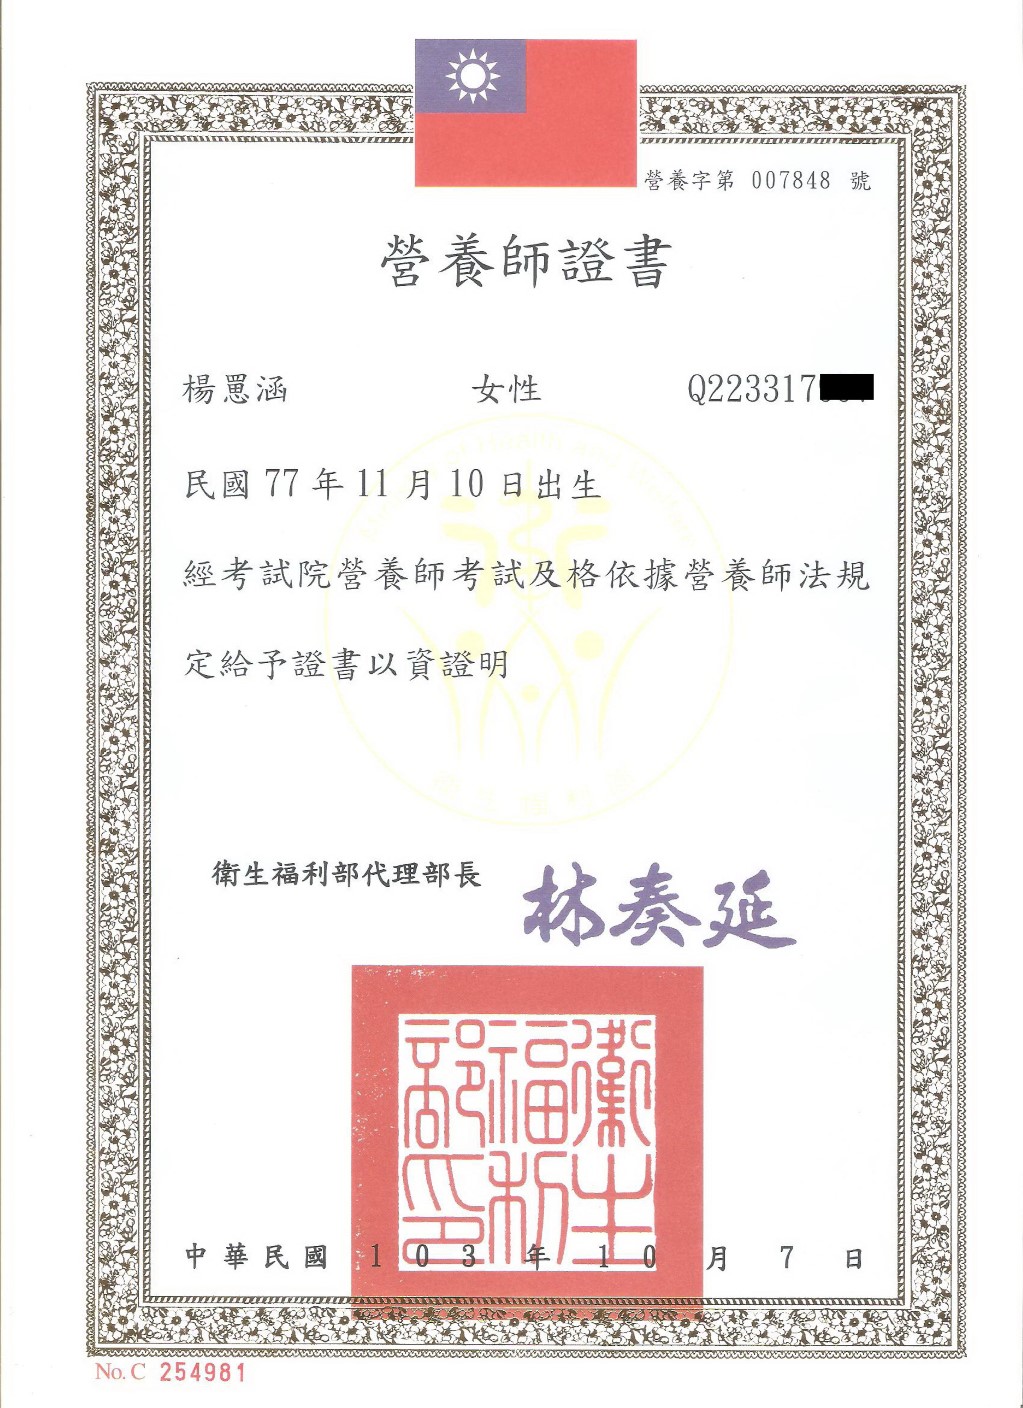 營養字第 007848 號
營養師證書
楊罳涵 女性 Q223317
民國 77 年 11 月 10 日出生
經考試院營養師考試及格依據營養師法規
定給予證書以資證明
衛生福利部代理部長 林奏延
衛生福利部印
中華民國 103 年 10 月 7 日
No. C 254981